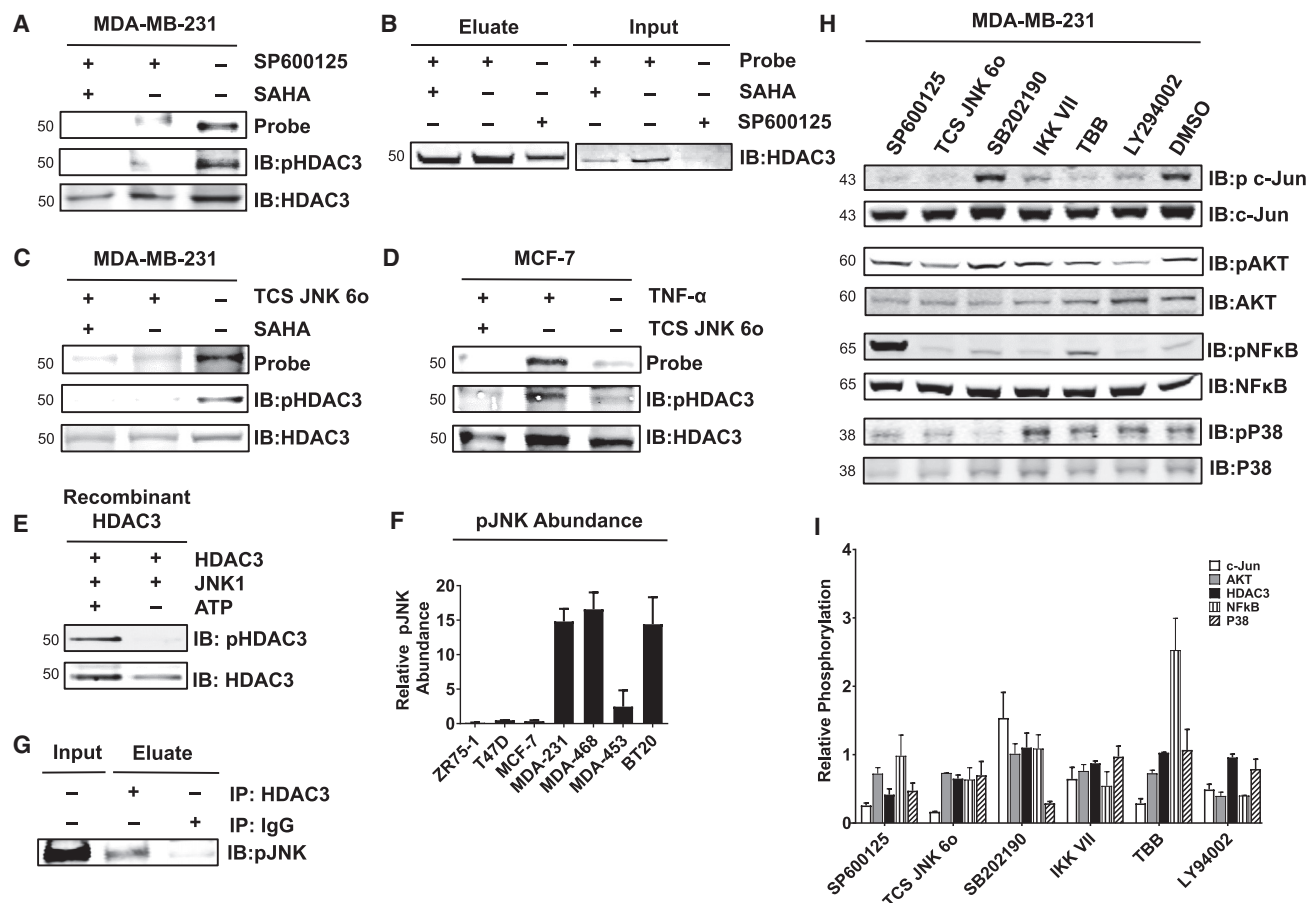 A
MDA-MB-231
+ + – SP600125
+ – – SAHA
50 Probe
50 IB:pHDAC3
50 IB:HDAC3
B
Eluate Input
+ + – + + – Probe
+ – – + – – SAHA
– – + – – + SP600125
50 IB:HDAC3
C
MDA-MB-231
+ + – TCS JNK 6o
+ – – SAHA
50 Probe
50 IB:pHDAC3
50 IB:HDAC3
D
MCF-7
+ + – TNF-α
+ – – TCS JNK 6o
50 Probe
50 IB:pHDAC3
50 IB:HDAC3
E
Recombinant
HDAC3
+ + HDAC3
+ + JNK1
+ – ATP
50 IB: pHDAC3
50 IB: HDAC3
F
pJNK Abundance
Relative pJNK
Abundance
20
15
10
5
0
ZR75-1 T47D MCF-7 MDA-231 MDA-468 MDA-453 BT20
G
Input Eluate
– + – IP: HDAC3
– – + IP: IgG
IB:pJNK
H
MDA-MB-231
SP600125 TCS JNK 6o SB202190 IKK VII TBB LY294002 DMSO
43 IB:p c-Jun
43 IB:c-Jun
60 IB:pAKT
60 IB:AKT
65 IB:pNFκB
65 IB:NFκB
38 IB:pP38
38 IB:P38
I
Relative Phosphorylation
4
3
2
1
0
c-Jun
AKT
HDAC3
NFkB
P38
SP600125 TCS JNK 6o SB202190 IKK VII TBB LY94002